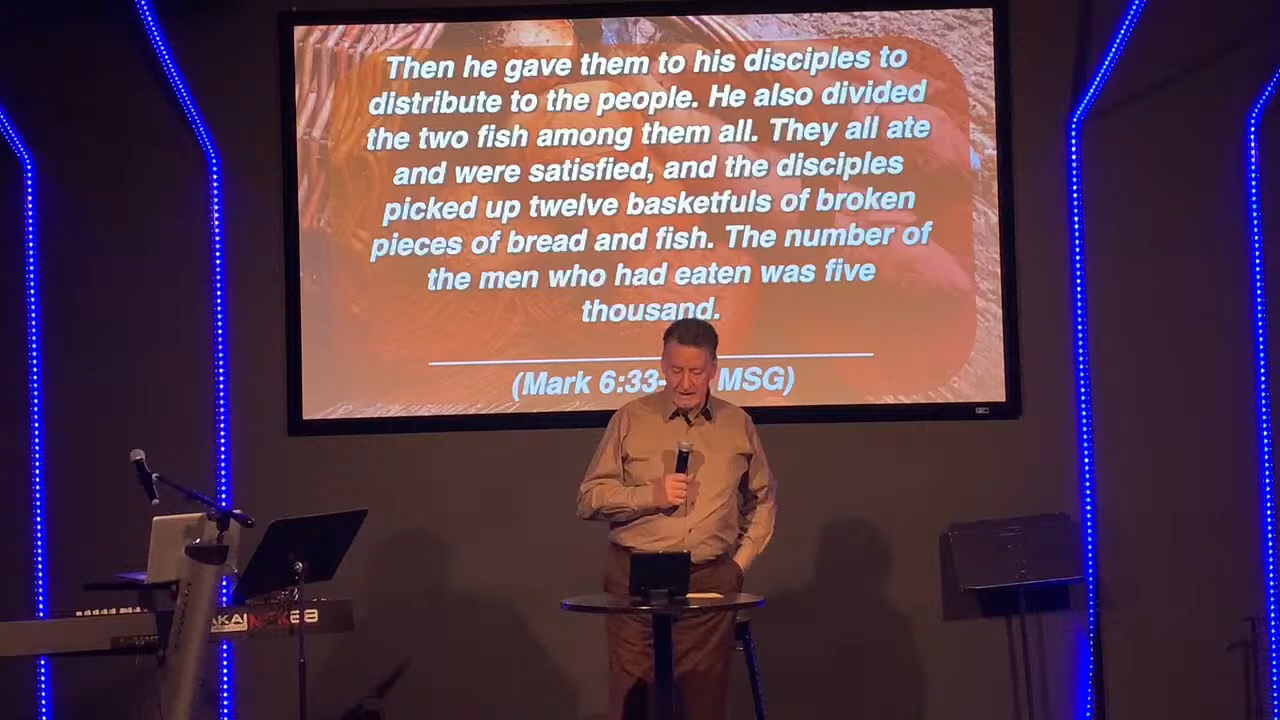 Then he gave them to his disciples to
distribute to the people. He also divided
the two fish among them all. They all ate
and were satisfied, and the disciples
picked up twelve basketfuls of broken
pieces of bread and fish. The number of
the men who had eaten was five
thousand.
(Mark 6:33- MSG)
AKAI